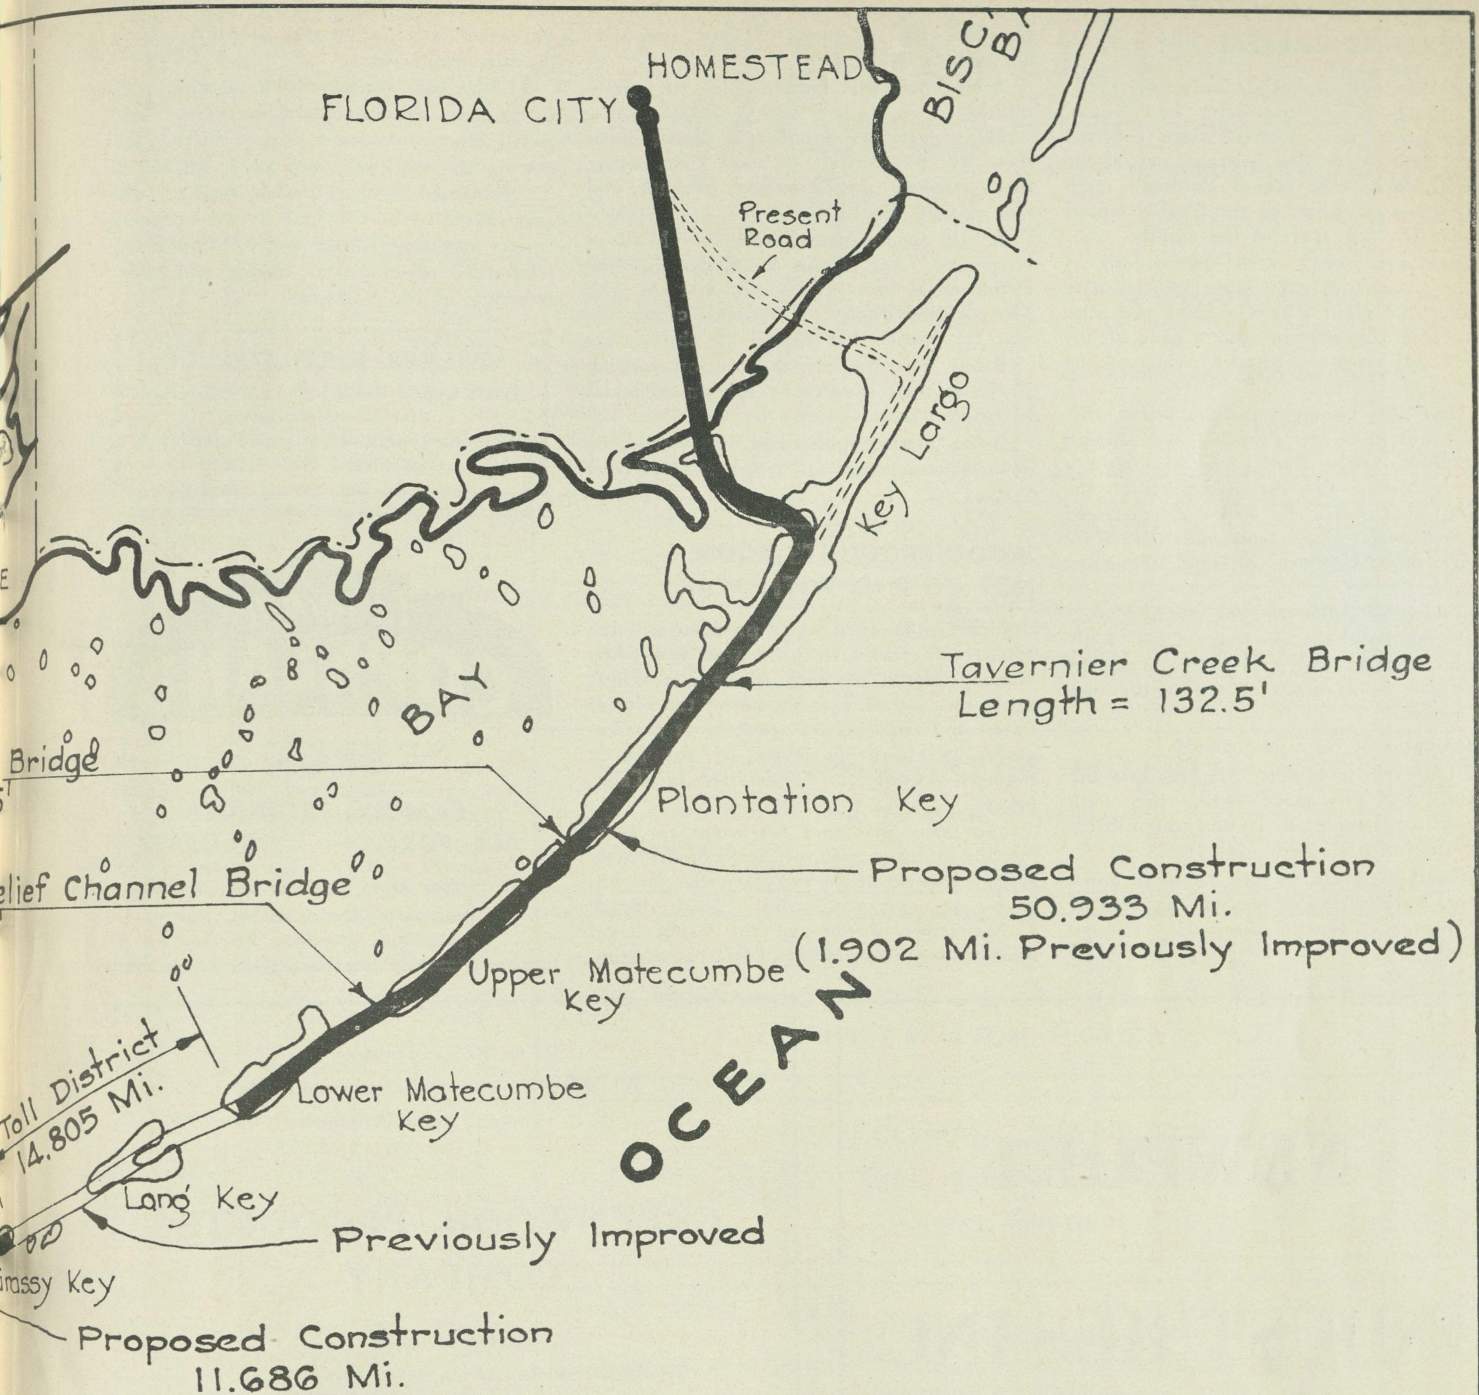 HOMESTEAD
FLORIDA CITY
Present
Road
Key Largo
Tavernier Creek Bridge
Length = 132.5'
BAY
Bridge
Plantation Key
Proposed Construction
50.933 Mi.
(1.902 Mi. Previously Improved)
Channel Bridge
Upper Matecumbe
Key
OCEAN
Toll District
14.805 Mi.
Lower Matecumbe
Key
Long Key
Previously Improved
Key
Proposed Construction
11.686 Mi.